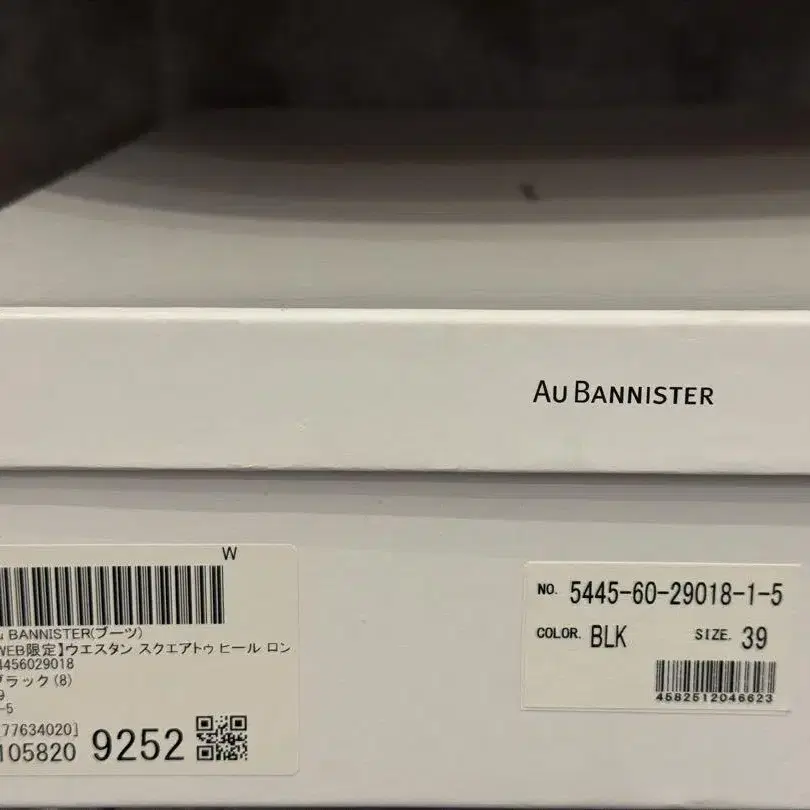 Au BANNISTER
W
BANNISTER(ブーツ)
WEB限定】ウエスタン スクエアトゥ ヒール ロン
4456029018
ブラック(8)
9
-5
77634020]
105820 9252
NO. 5445-60-29018-1-5
COLOR. BLK SIZE. 39
4582512046623